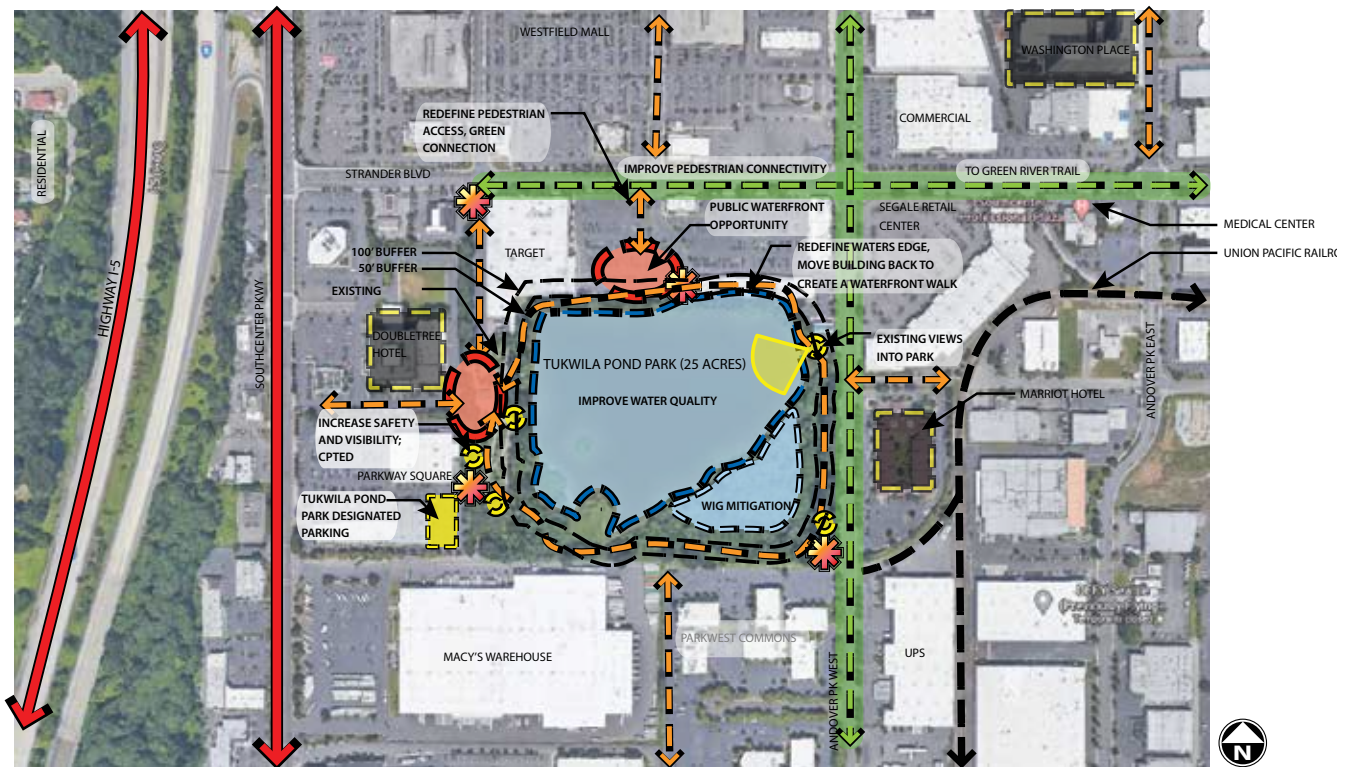 WESTFIELD MALL
WASHINGTON PLACE
REDEFINE PEDESTRIAN
ACCESS, GREEN
CONNECTION
COMMERCIAL
RESIDENTIAL
STRANDER BLVD
IMPROVE PEDESTRIAN CONNECTIVITY
TO GREEN RIVER TRAIL
PUBLIC WATERFRONT
OPPORTUNITY
SEGALE RETAIL
CENTER
MEDICAL CENTER
TARGET
100' BUFFER
50' BUFFER
EXISTING
REDEFINE WATERS EDGE,
MOVE BUILDING BACK TO
CREATE A WATERFRONT WALK
UNION PACIFIC RAILR
HIGHWAY I-5
SOUTHCENTER PKWY
DOUBLETREE
HOTEL
TUKWILA POND PARK (25 ACRES)
IMPROVE WATER QUALITY
EXISTING VIEWS
INTO PARK
ANDOVER PK EAST
MARRIOT HOTEL
INCREASE SAFETY
AND VISIBILITY;
CPTED
PARKWAY SQUARE
TUKWILA POND
PARK DESIGNATED
PARKING
WIG MITIGATION
PARKWEST COMMONS
MACY'S WAREHOUSE
UPS
ANDOVER PK WEST
N